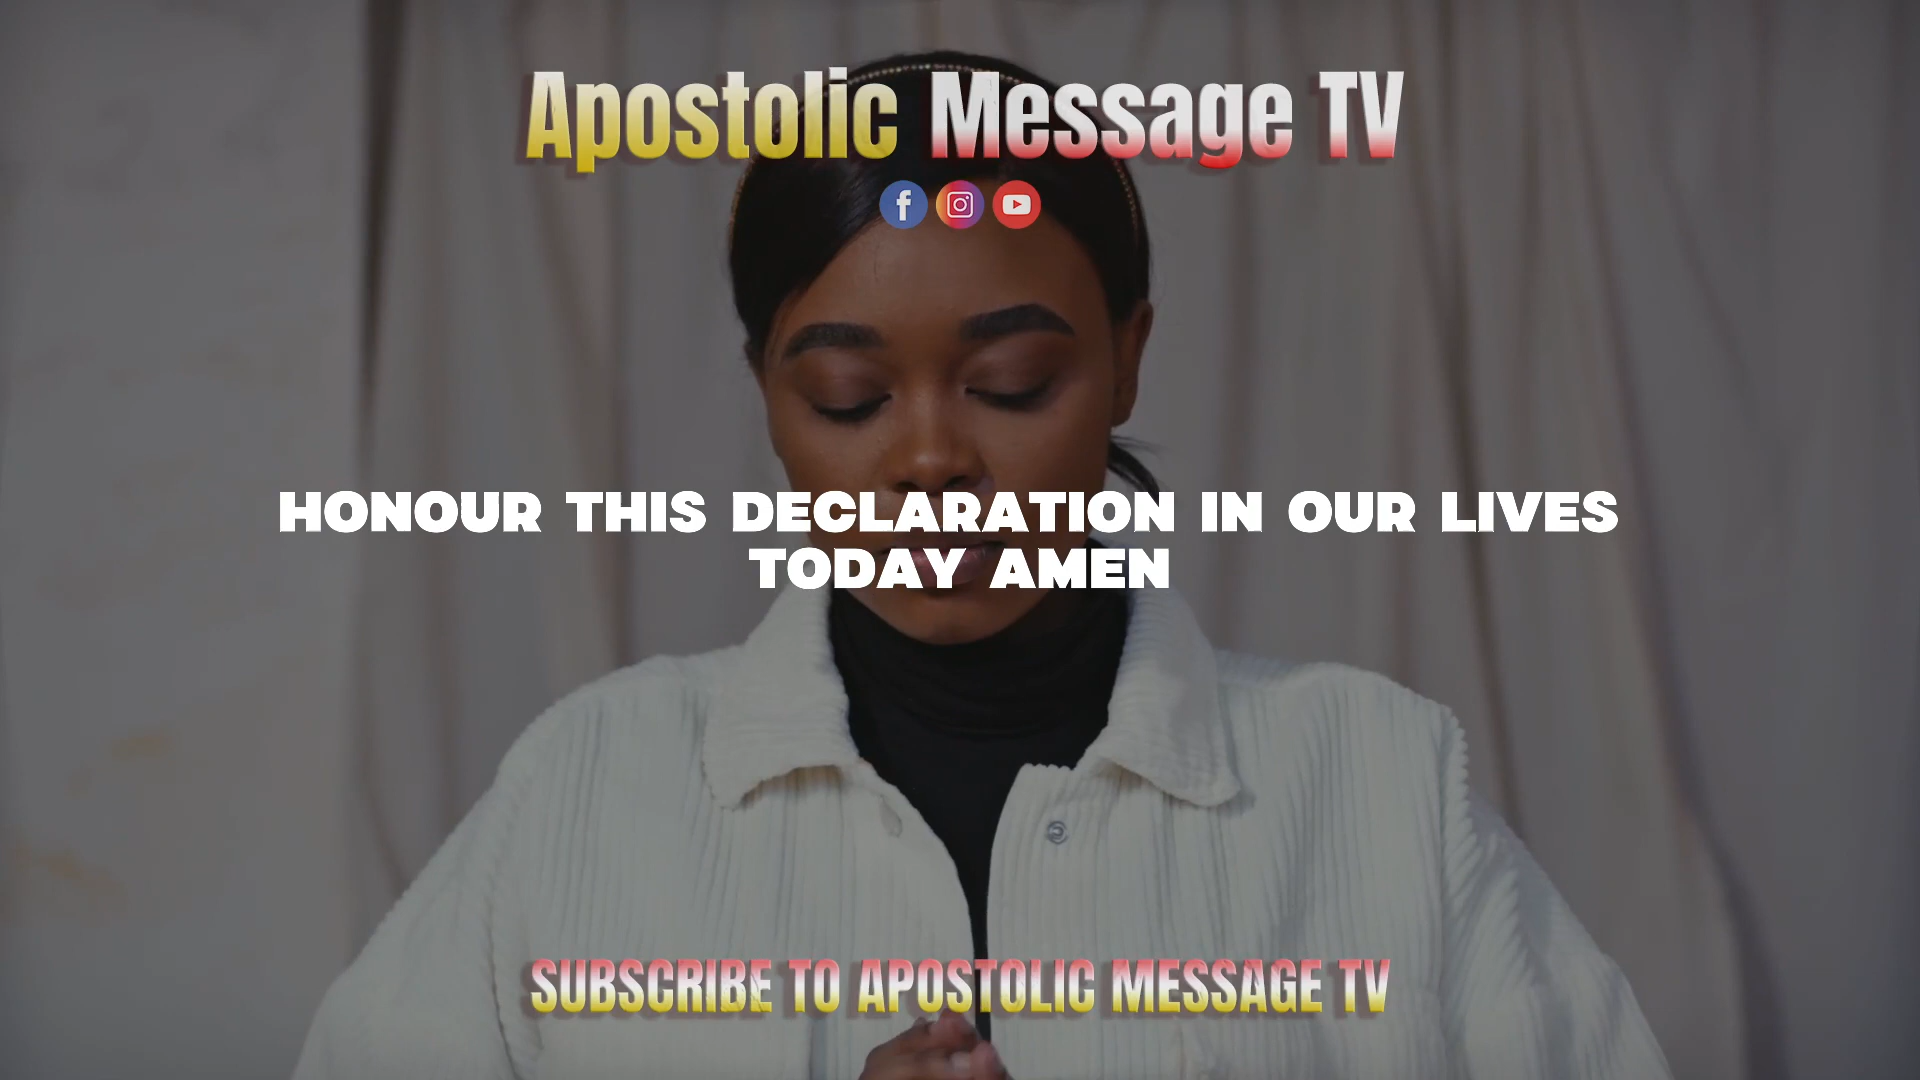 Apostolic Message TV
HONOUR THIS DECLARATION IN OUR LIVES
TODAY AMEN
SUBSCRIBE TO APOSTOLIC MESSAGE TV